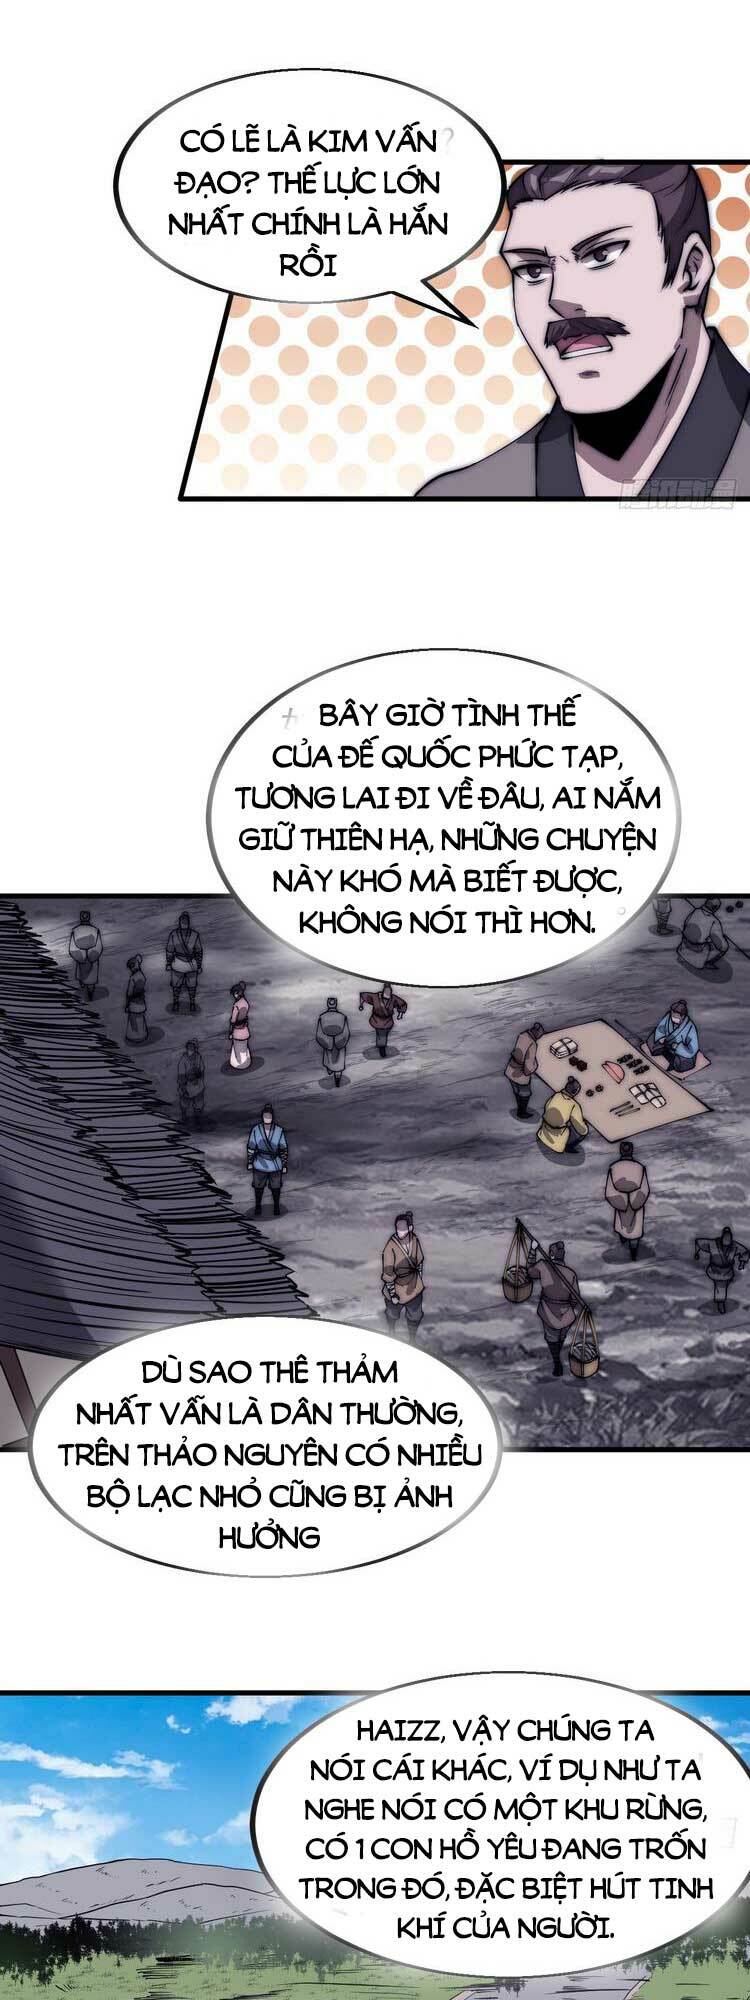 CÓ LẼ LÀ KIM VẤN
ĐẠO? THẾ LỰC LỚN
NHẤT CHÍNH LÀ HẮN
RỒI
BÂY GIỜ TÌNH THẾ
CỦA ĐẾ QUỐC PHỨC TẠP,
TƯƠNG LAI ĐI VỀ ĐÂU, AI NẮM
GIỮ THIÊN HẠ, NHỮNG CHUYỆN
NÀY KHÓ MÀ BIẾT ĐƯỢC,
KHÔNG NÓI THÌ HƠN.
DÙ SAO THÊ THẢM
NHẤT VẪN LÀ DÂN THƯỜNG,
TRÊN THẢO NGUYÊN CÓ NHIỀU
BỘ LẠC NHỎ CŨNG BỊ ẢNH
HƯỞNG
HAIZZ, VẬY CHÚNG TA
NÓI CÁI KHÁC, VÍ DỤ NHƯ TA
NGHE NÓI CÓ MỘT KHU RỪNG,
CÓ 1 CON HỒ YÊU ĐANG TRỐN
TRONG ĐÓ, ĐẶC BIỆT HÚT TINH
KHÍ CỦA NGƯỜI.